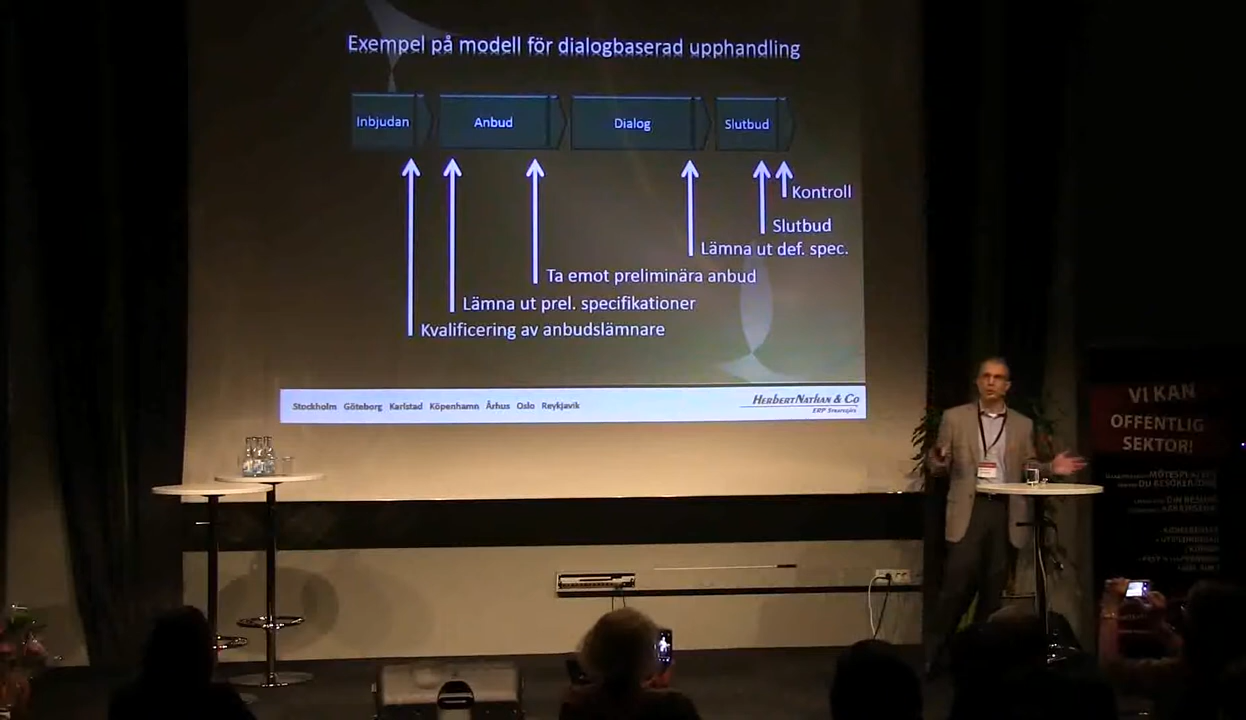 Exempel på modell för dialogbaserad upphandling
Inbjudan
Anbud
Dialog
Slutbud
Kontroll
Slutbud
Lämna ut def. spec.
Ta emot preliminära anbud
Lämna ut prel. specifikationer
Kvalificering av anbudslämnare
Stockholm Göteborg Karlstad Köpenhamn Århus Oslo Reykjavik
HerbertNathan & Co
VI KAN
OFFENTLIG
SEKTOR!